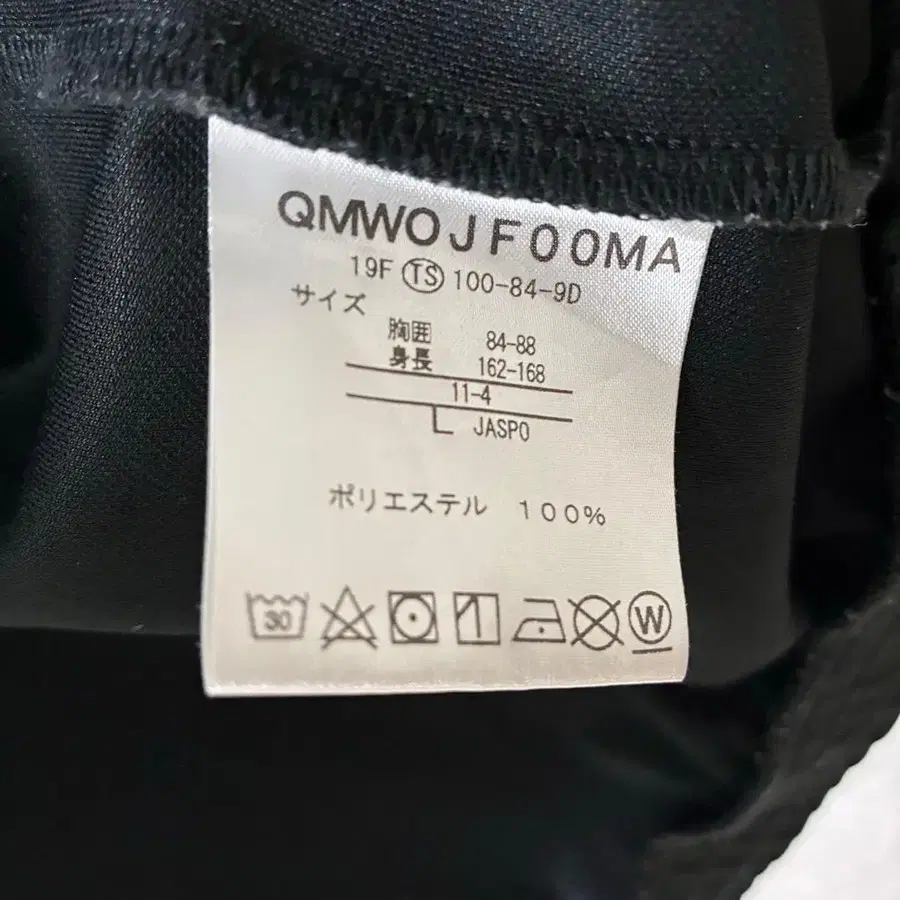 QMWOJF00MA
19F TS 100-84-9D
サイズ
胸囲 84-88
身長 162-168
11-4
L JASPO
ポリエステル 100%
30 W